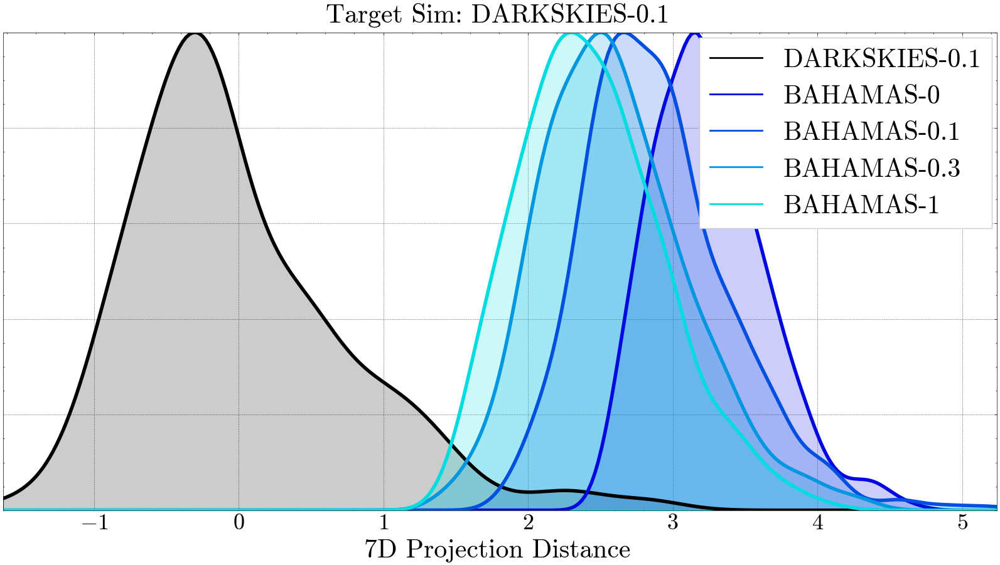 Target Sim: DARKSKIES-0.1
DARKSKIES-0.1
BAHAMAS-0
BAHAMAS-0.1
BAHAMAS-0.3
BAHAMAS-1
−1 0 1 2 3 4 5
7D Projection Distance